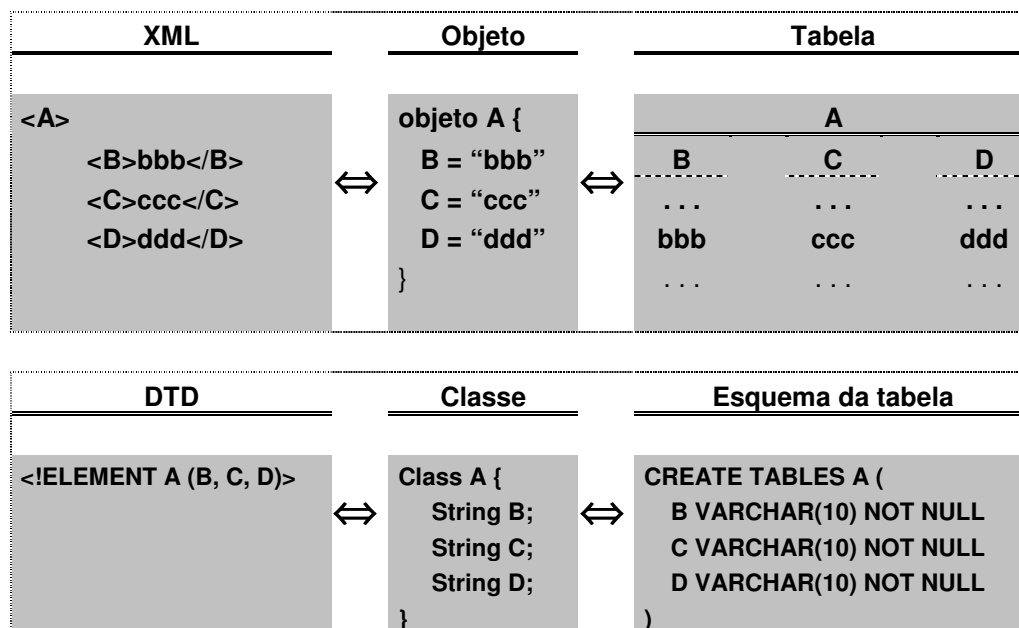 XML Objeto Tabela
<A>
<B>bbb</B>
<C>ccc</C>
<D>ddd</D>
⇔
objeto A {
B = “bbb”
C = “ccc”
D = “ddd”
}
⇔
A
B C D
. . . . . . . . .
bbb ccc ddd
. . . . . . . . .
DTD Classe Esquema da tabela
<!ELEMENT A (B, C, D)>
⇔
Class A {
String B;
String C;
String D;
}
⇔
CREATE TABLES A (
B VARCHAR(10) NOT NULL
C VARCHAR(10) NOT NULL
D VARCHAR(10) NOT NULL
)